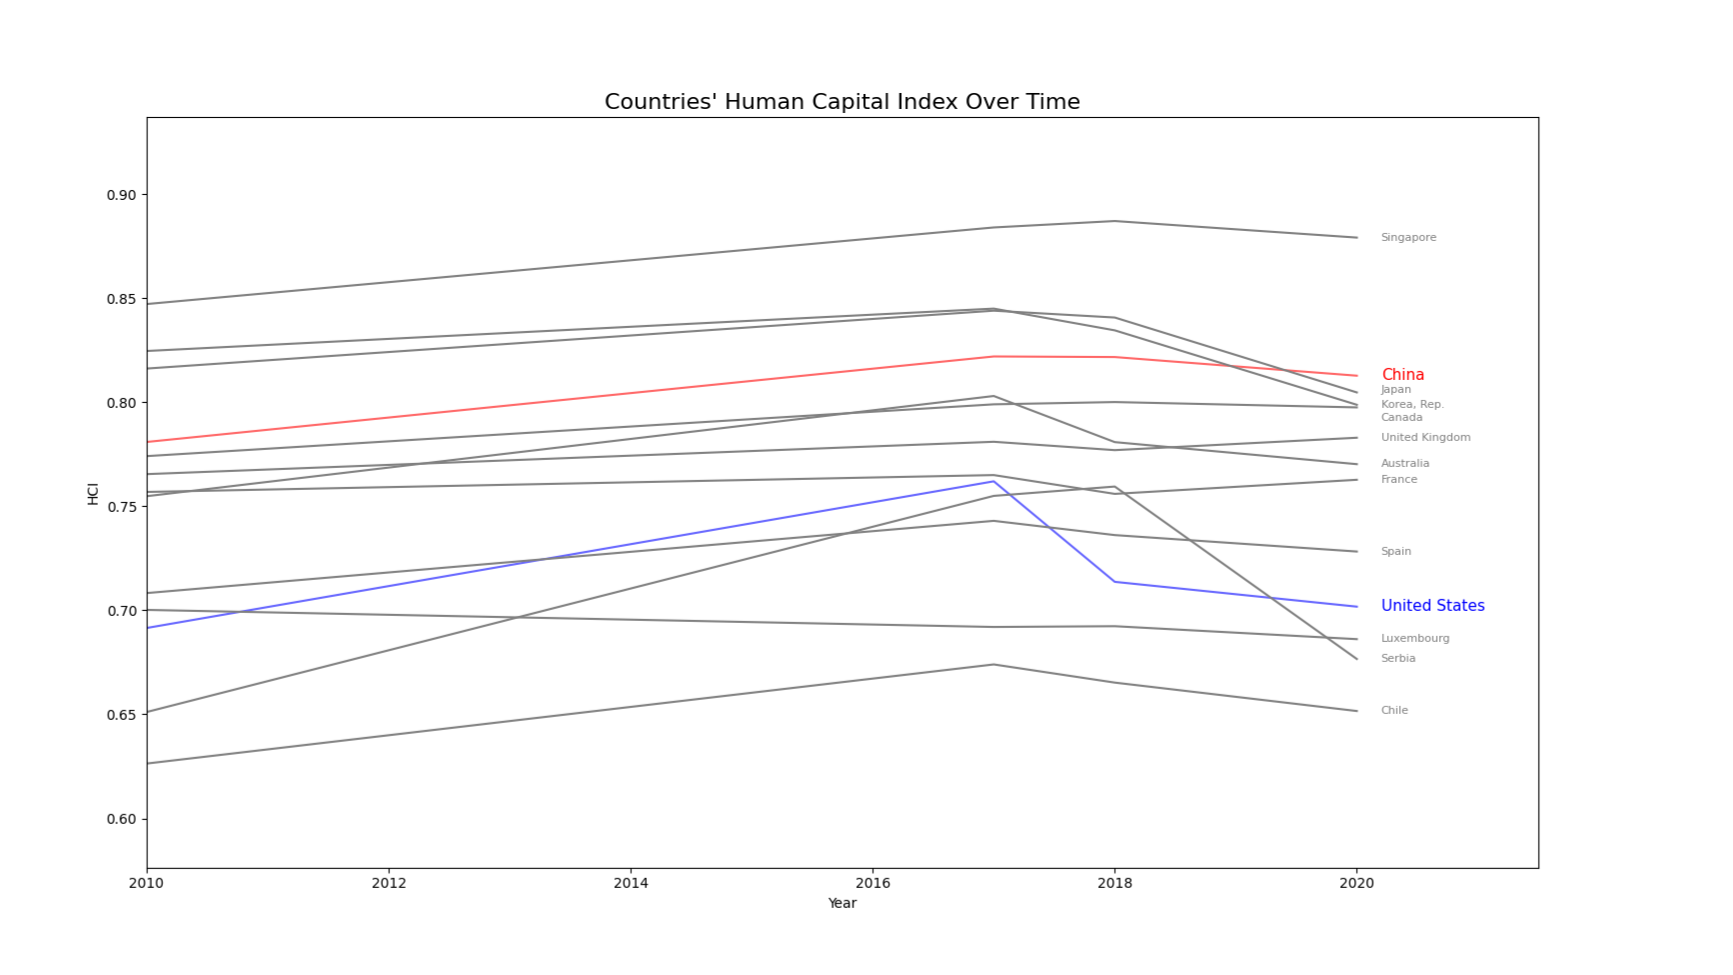 Countries' Human Capital Index Over Time
0.90
0.85
0.80
0.75
0.70
0.65
0.60
HCI
Singapore
China
Japan
Korea, Rep.
Canada
United Kingdom
Australia
France
Spain
United States
Luxembourg
Serbia
Chile
2010 2012 2014 2016 2018 2020
Year